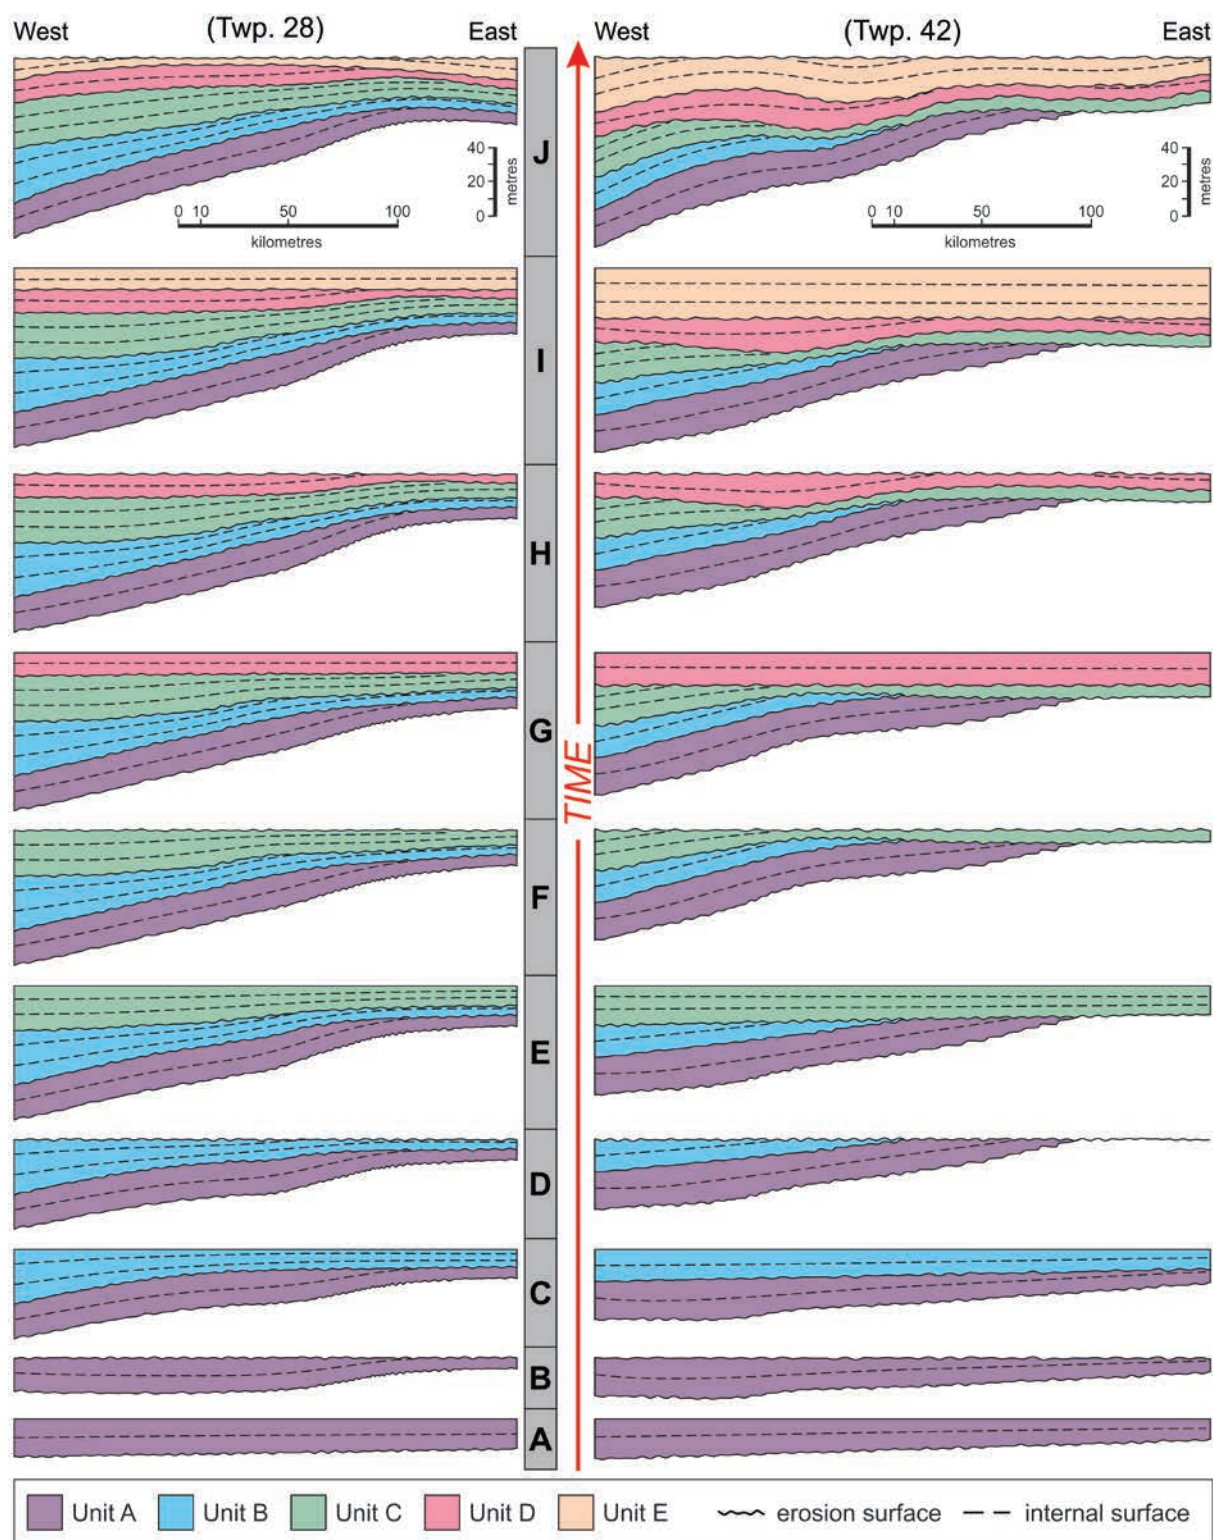 West (Twp. 28) East
West (Twp. 42) East
J
40
20
0
metres
0 10 50 100
kilometres
40
20
0
metres
0 10 50 100
kilometres
I
H
G
TIME
F
E
D
C
B
A
Unit A Unit B Unit C Unit D Unit E erosion surface internal surface